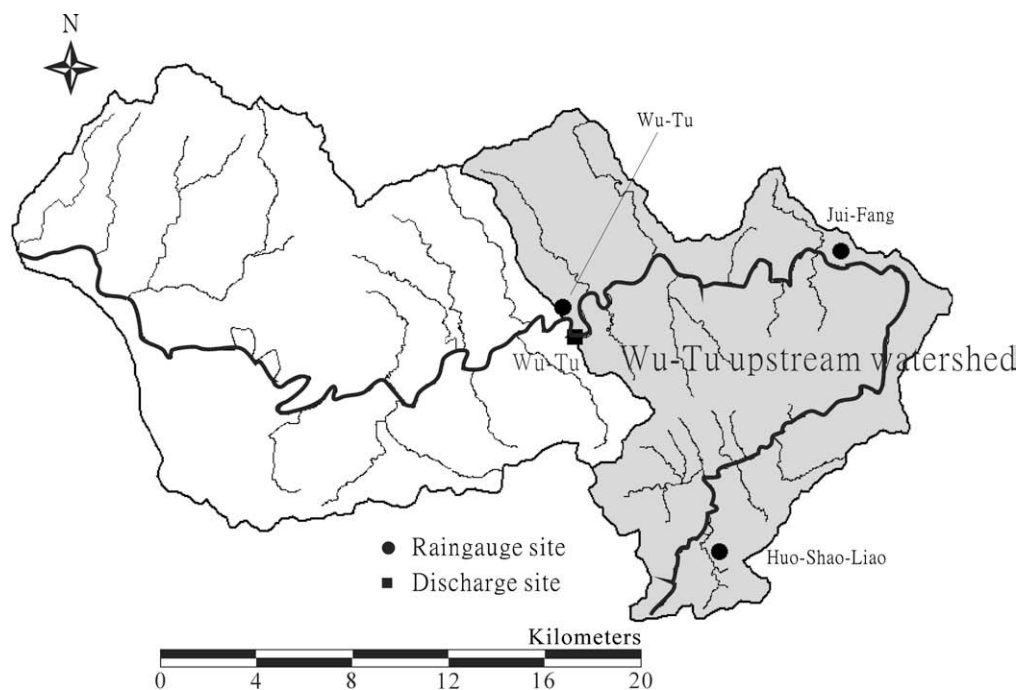 N
Wu-Tu
Jui-Fang
Wu-Tu
Wu-Tu upstream watershed
Huo-Shao-Liao
Raingauge site
Discharge site
Kilometers
0 4 8 12 16 20